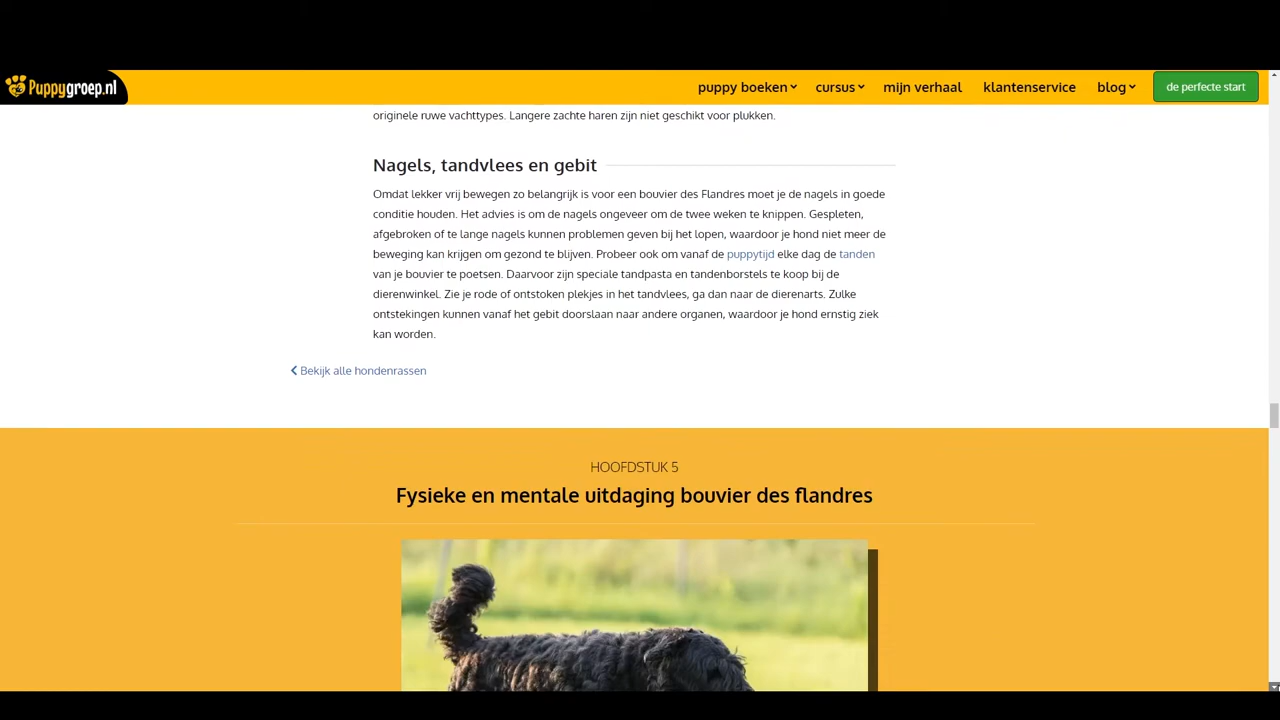 Puppygroep.nl
puppy boeken
cursus
mijn verhaal
klantenservice
blog
de perfecte start
originele ruwe vachttypes. Langere zachte haren zijn niet geschikt voor plukken.
Nagels, tandvlees en gebit
Omdat lekker vrij bewegen zo belangrijk is voor een bouvier des Flandres moet je de nagels in goede
conditie houden. Het advies is om de nagels ongeveer om de twee weken te knippen. Gespleten,
afgebroken of te lange nagels kunnen problemen geven bij het lopen, waardoor je hond niet meer de
beweging kan krijgen om gezond te blijven. Probeer ook om vanaf de puppytijd elke dag de tanden
van je bouvier te poetsen. Daarvoor zijn speciale tandpasta en tandenborstels te koop bij de
dierenwinkel. Zie je rode of ontstoken plekjes in het tandvlees, ga dan naar de dierenarts. Zulke
ontstekingen kunnen vanaf het gebit doorslaan naar andere organen, waardoor je hond ernstig ziek
kan worden.
Bekijk alle hondenrassen
HOOFDSTUK 5
Fysieke en mentale uitdaging bouvier des flandres